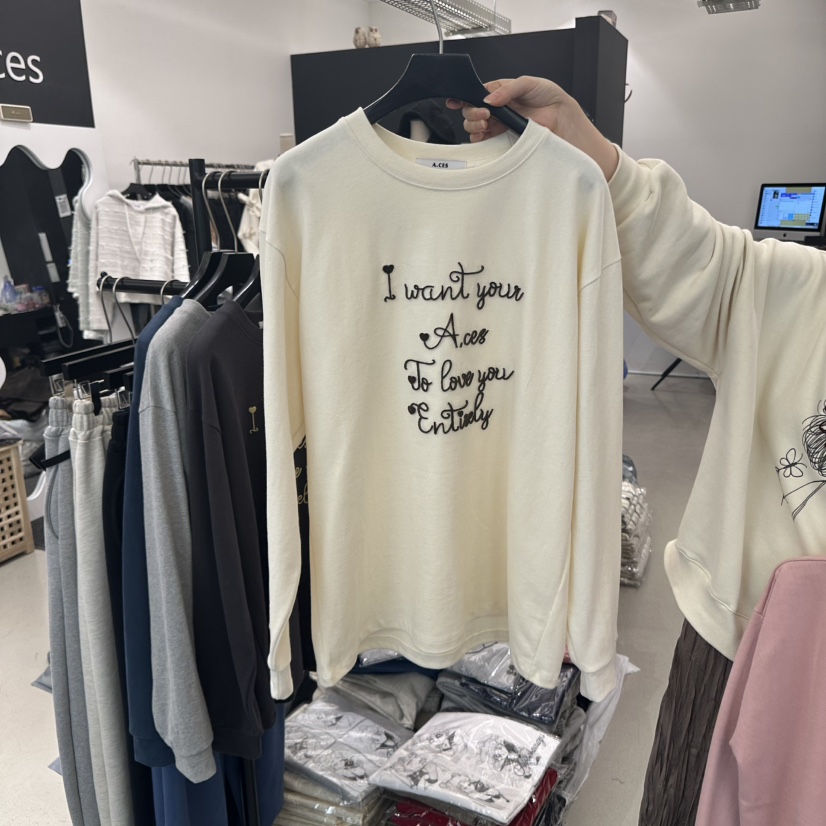 ces
A.CES
I want your
A,ces
To love you
Entirely